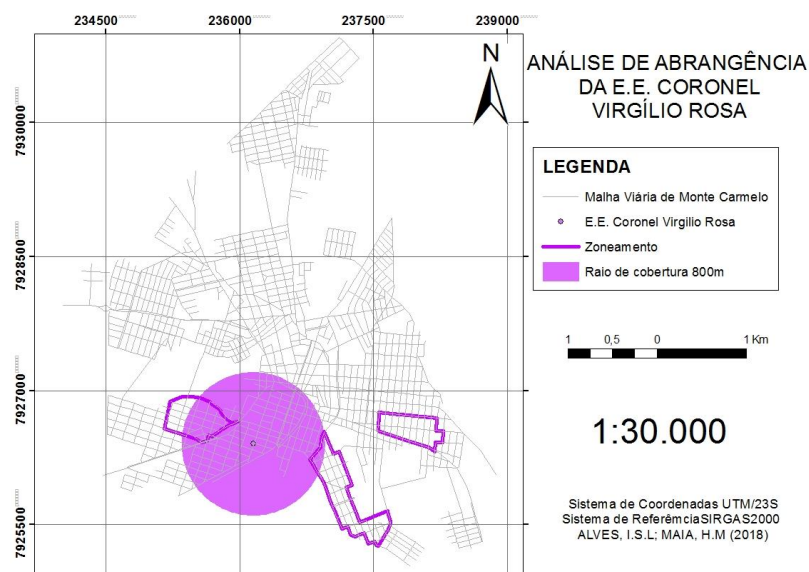 234500 236000 237500 239000
7930000
7928500
7927000
7925500
N
ANÁLISE DE ABRANGÊNCIA
DA E.E. CORONEL
VIRGÍLIO ROSA
LEGENDA
Malha Viária de Monte Carmelo
E.E. Coronel Virgilio Rosa
Zoneamento
Raio de cobertura 800m
1 0,5 0 1 Km
1:30.000
Sistema de Coordenadas UTM/23S
Sistema de ReferêmciaSIRGAS2000
ALVES, I.S.L; MAIA, H.M (2018)